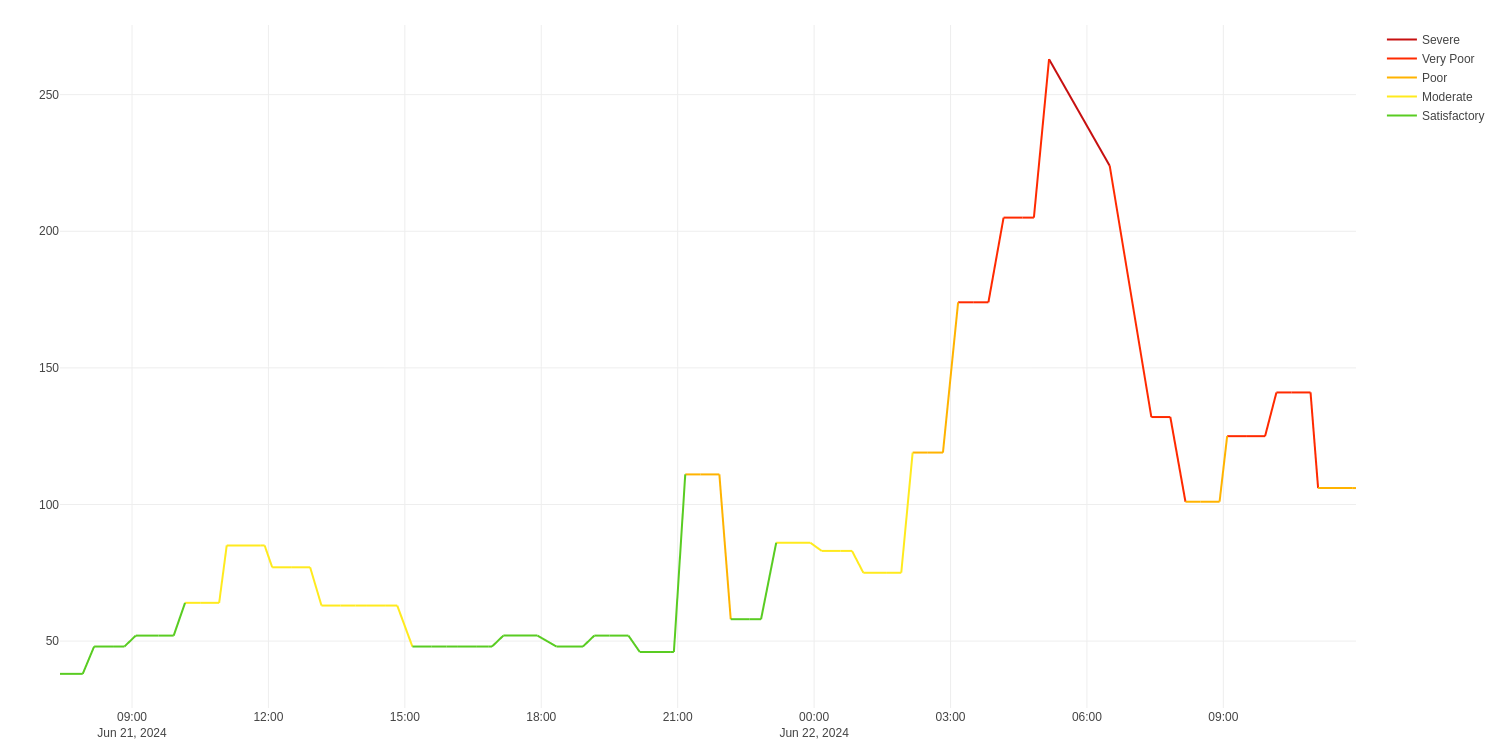 Severe
Very Poor
Poor
Moderate
Satisfactory
250
200
150
100
50
09:00 12:00 15:00 18:00 21:00 00:00 03:00 06:00 09:00
Jun 21, 2024 Jun 22, 2024